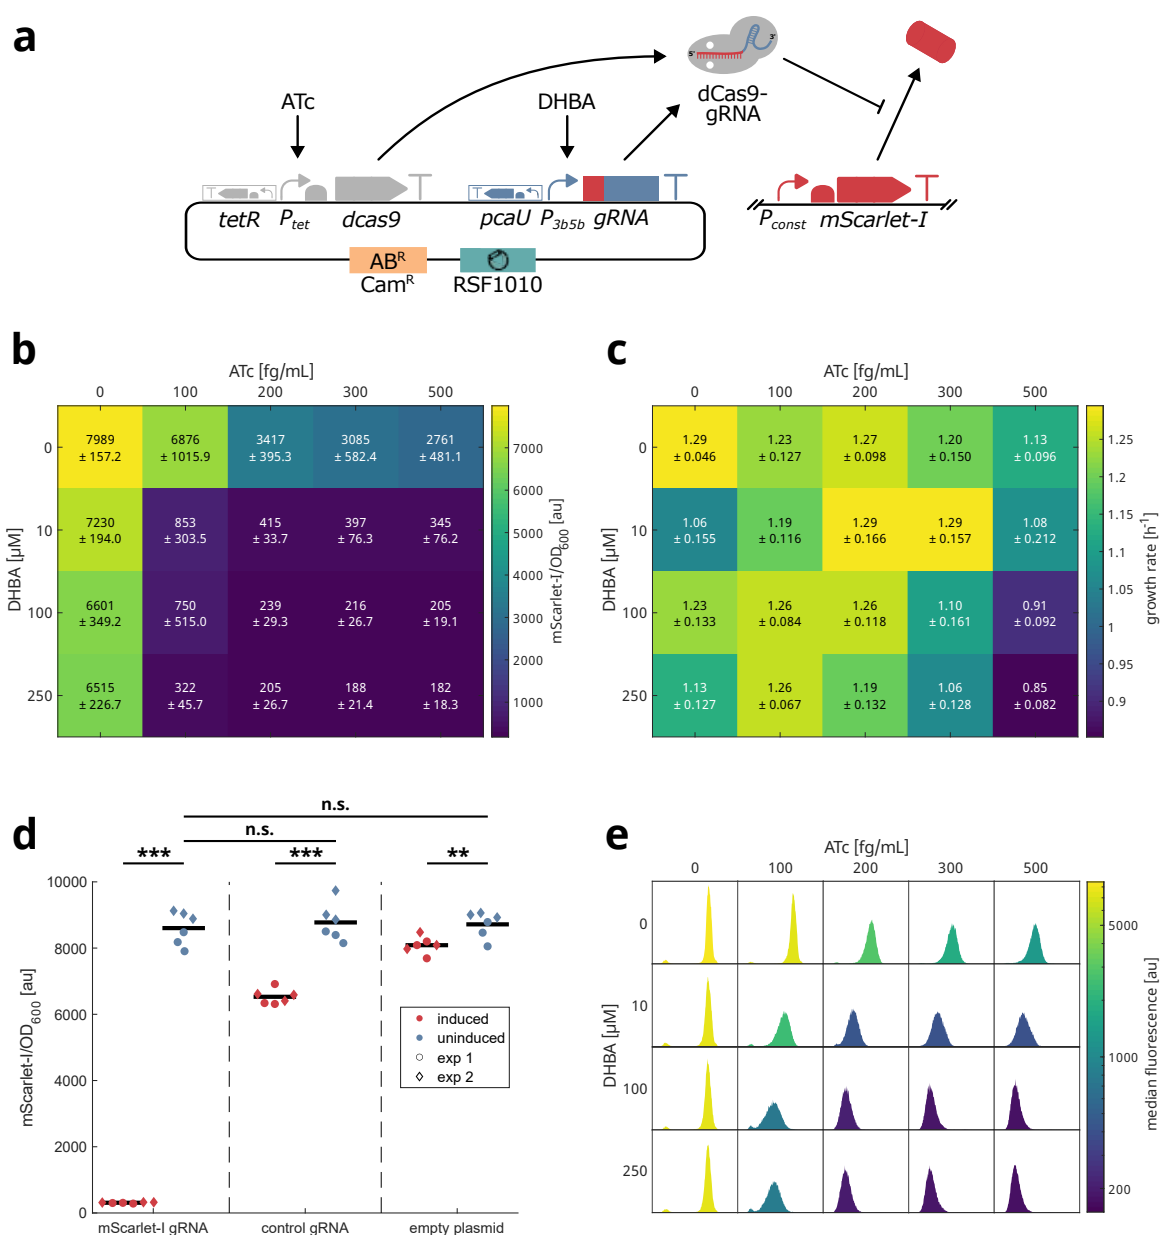 a
5' 3'
ATc DHBA dCas9-
gRNA
tetR Ptet dcas9 pcaU P3b5b gRNA Pconst mScarlet-I
ABR
CamR RSF1010
b
ATc [fg/mL]
0 100 200 300 500
DHBA [µM]
0 10 100 250
7989 6876 3417 3085 2761
± 157.2 ± 1015.9 ± 395.3 ± 582.4 ± 481.1
7230 853 415 397 345
± 194.0 ± 303.5 ± 33.7 ± 76.3 ± 76.2
6601 750 239 216 205
± 349.2 ± 515.0 ± 29.3 ± 26.7 ± 19.1
6515 322 205 188 182
± 226.7 ± 45.7 ± 26.7 ± 21.4 ± 18.3
7000
6000
5000
4000
3000
2000
1000
mScarlet-I/OD600 [au]
c
ATc [fg/mL]
0 100 200 300 500
DHBA [µM]
0 10 100 250
1.29 1.23 1.27 1.20 1.13
± 0.046 ± 0.127 ± 0.098 ± 0.150 ± 0.096
1.06 1.19 1.29 1.29 1.08
± 0.155 ± 0.116 ± 0.166 ± 0.157 ± 0.212
1.23 1.26 1.26 1.10 0.91
± 0.133 ± 0.084 ± 0.118 ± 0.161 ± 0.092
1.13 1.26 1.19 1.06 0.85
± 0.127 ± 0.067 ± 0.132 ± 0.128 ± 0.082
1.25
1.2
1.15
1.1
1.05
1
0.95
0.9
growth rate [h-1]
d
n.s.
n.s.
*** *** **
10000
8000
6000
4000
2000
0
mScarlet-I/OD600 [au]
induced
uninduced
exp 1
exp 2
mScarlet-I gRNA control gRNA empty plasmid
e
ATc [fg/mL]
0 100 200 300 500
DHBA [µM]
0
10
100
250
5000
1000
200
median fluorescence [au]